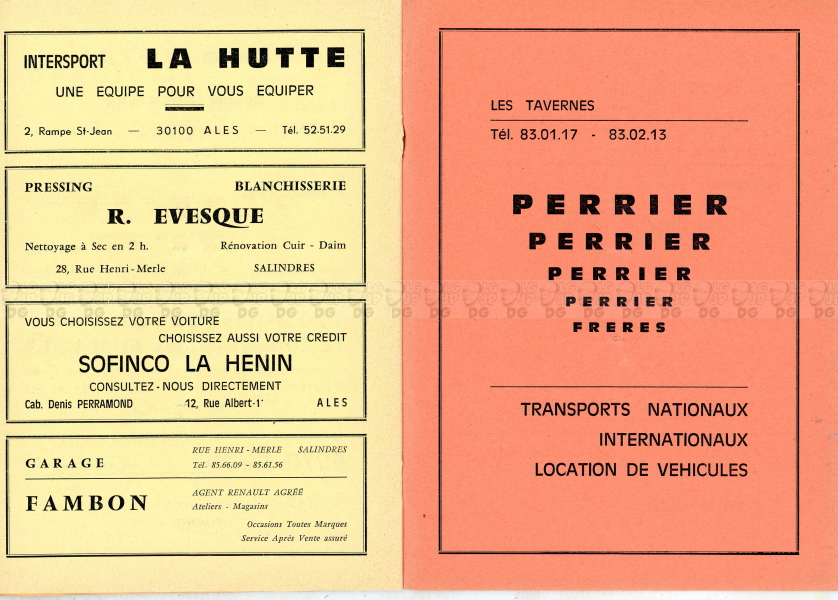 INTERSPORT LA HUTTE
UNE EQUIPE POUR VOUS EQUIPER
2, Rampe St-Jean — 30100 ALES — Tél. 52.51.29
PRESSING BLANCHISSERIE
R. EVESQUE
Nettoyage à Sec en 2 h. Rénovation Cuir - Daim
28, Rue Henri-Merle SALINDRES
VOUS CHOISISSEZ VOTRE VOITURE
CHOISISSEZ AUSSI VOTRE CREDIT
SOFINCO LA HENIN
CONSULTEZ-NOUS DIRECTEMENT
Cab. Denis PERRAMOND 12, Rue Albert-1ᵉʳ ALES
RUE HENRI-MERLE SALINDRES
GARAGE Tél. 85.66.09 - 85.61.56
FAMBON AGENT RENAULT AGRÉÉ
Ateliers - Magasins
Occasions Toutes Marques
Service Après Vente assuré
LES TAVERNES
Tél. 83.01.17 - 83.02.13
PERRIER
PERRIER
PERRIER
PERRIER
FRERES
TRANSPORTS NATIONAUX
INTERNATIONAUX
LOCATION DE VEHICULES